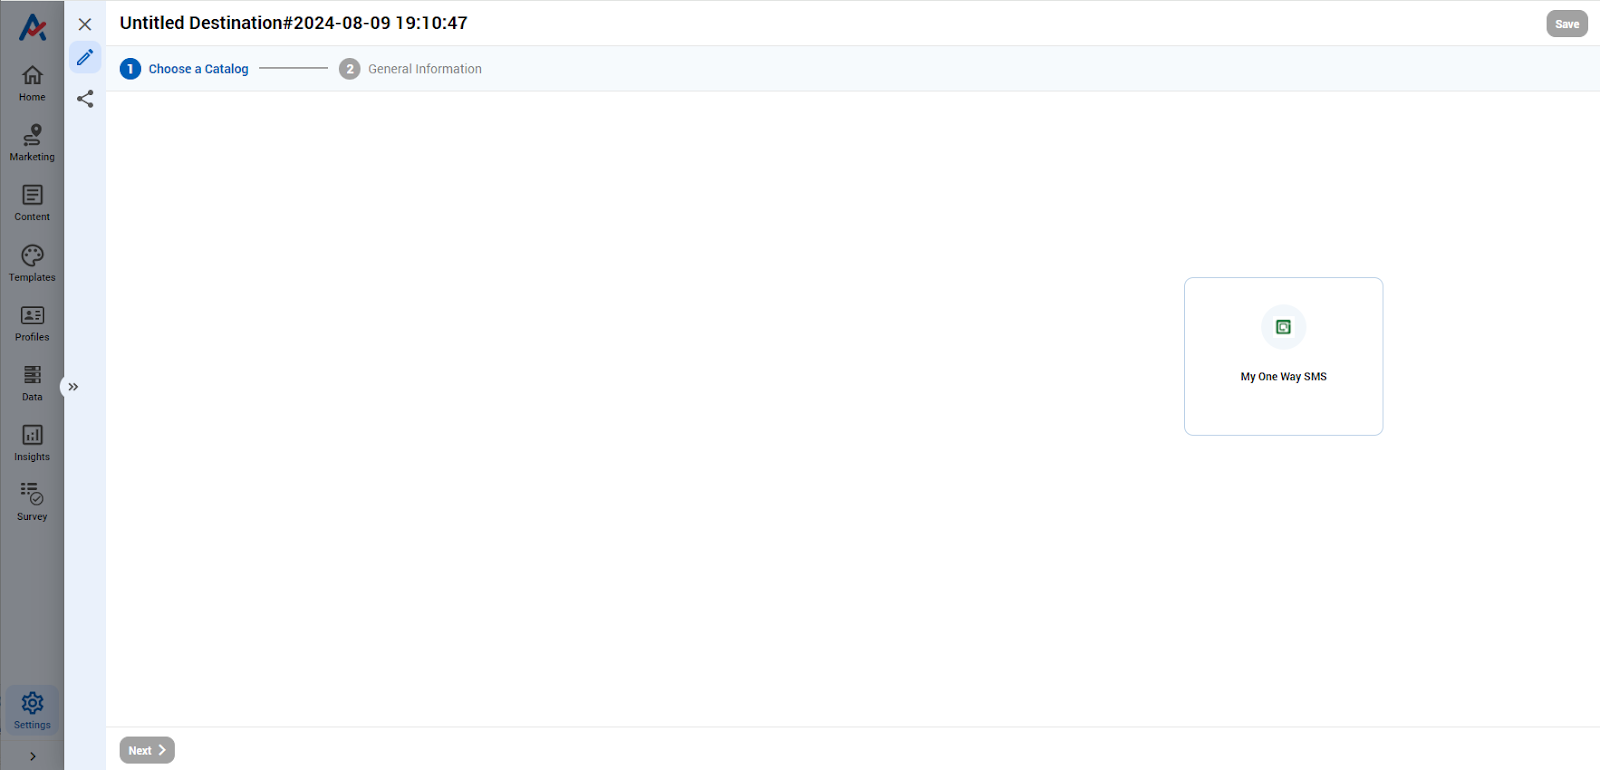 Untitled Destination#2024-08-09 19:10:47
Save
1 Choose a Catalog
2 General Information
Home
Marketing
Content
Templates
Profiles
Data
Insights
Survey
My One Way SMS
Settings
Next